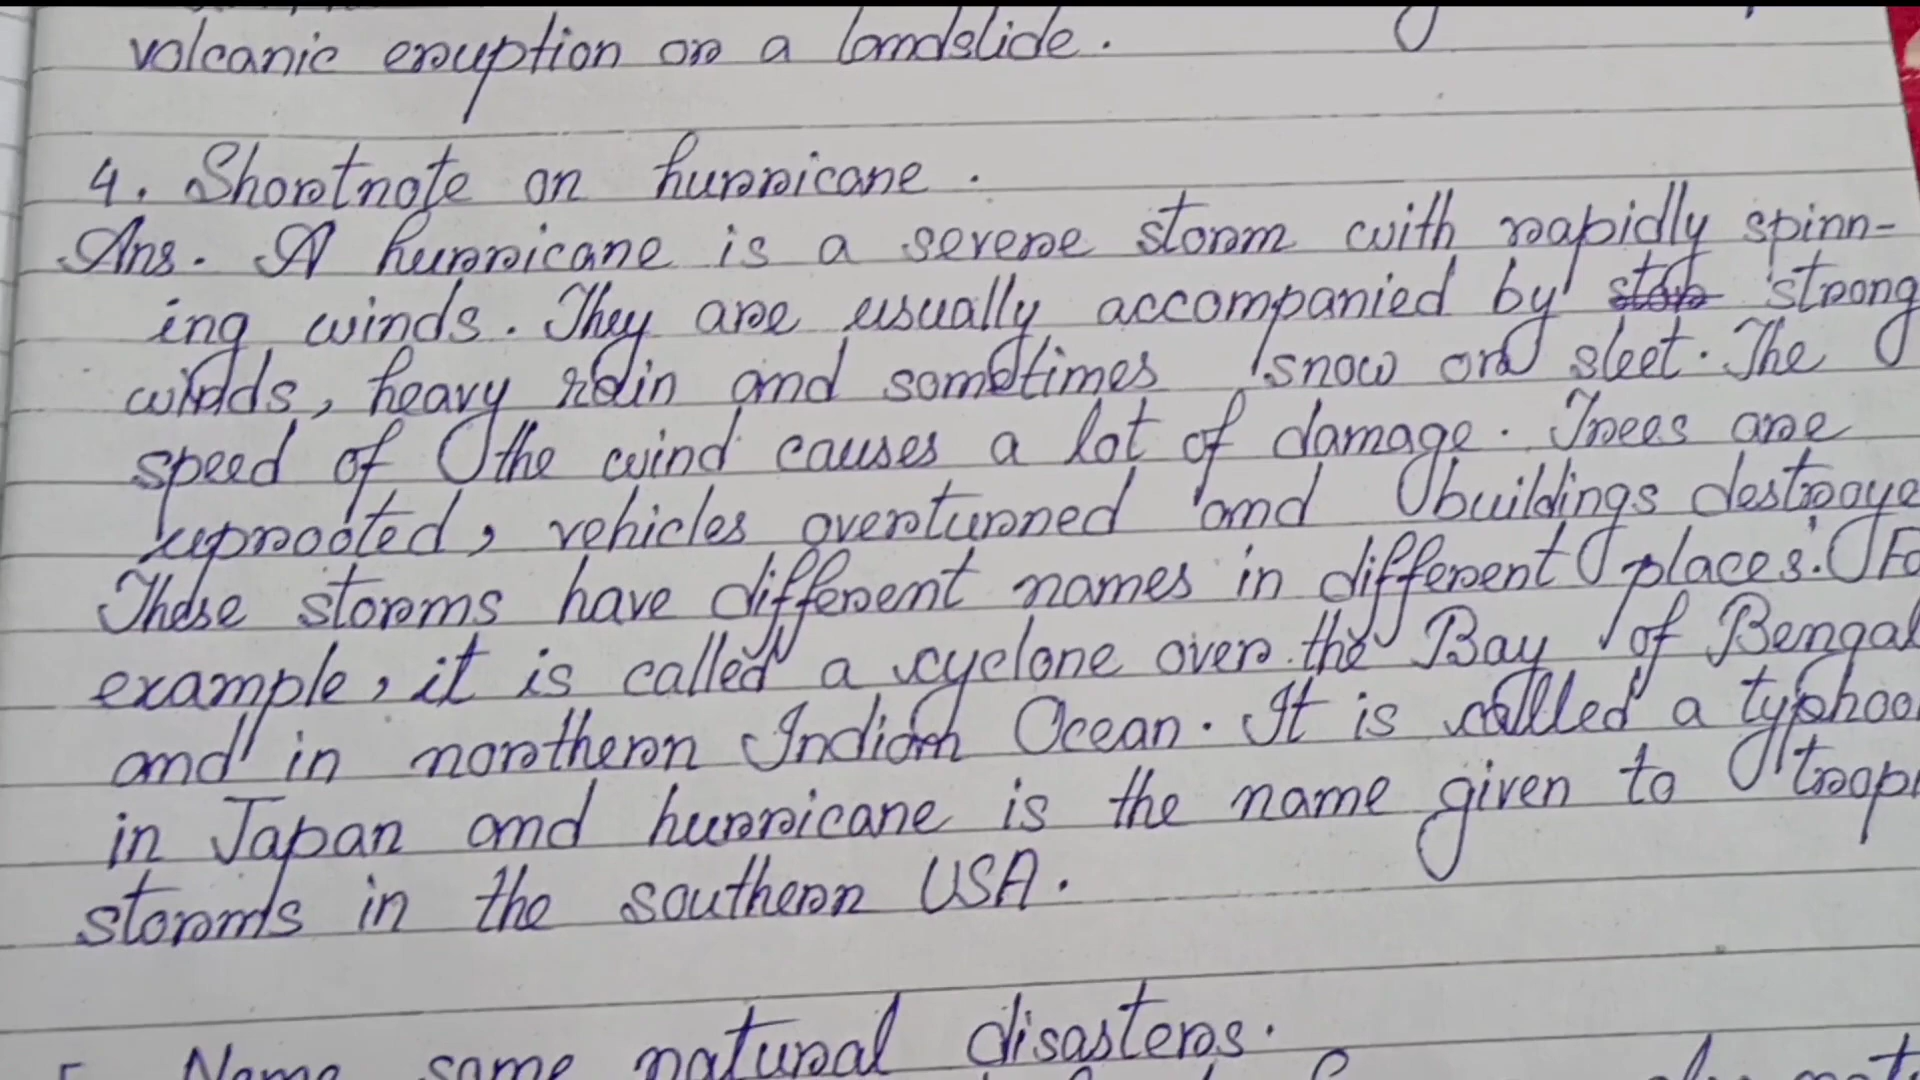 volcanic eruption or a landslide.
4. Shortnote on hurricane.
Ans. A hurricane is a severe storm with rapidly spinn-
ing winds. They are usually accompanied by strong
winds, heavy rain and sometimes snow or sleet. The
speed of the wind causes a lot of damage. Trees are
uprooted, vehicles overturned and buildings destroye
These storms have different names in different places. Fo
example, it is called a cyclone over the Bay of Bengal
and in northern Indian Ocean. It is called a typhoo
in Japan and hurricane is the name given to tropi
storms in the southern USA.
5. Name some natural disasters.